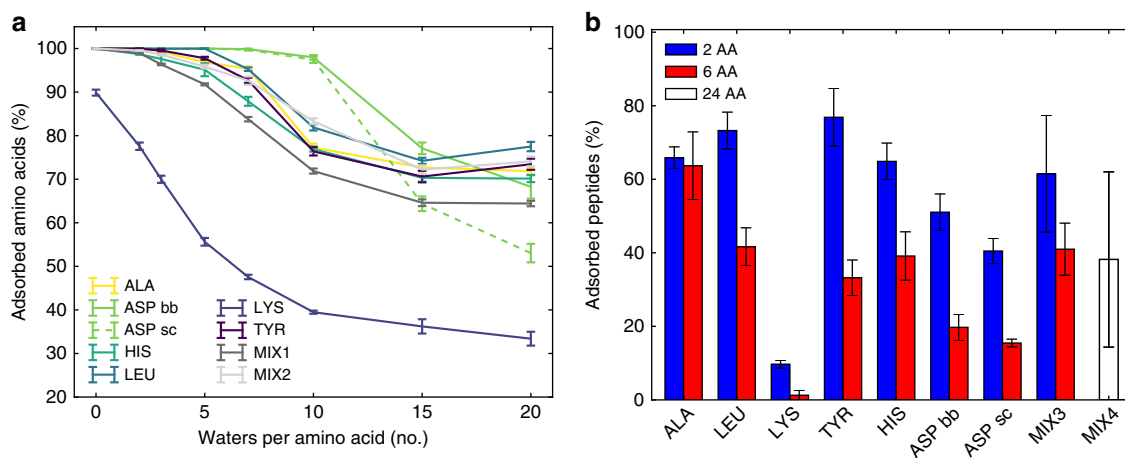 a
Adsorbed amino acids (%)
100
90
80
70
60
50
40
30
20
ALA
ASP bb
ASP sc
HIS
LEU
LYS
TYR
MIX1
MIX2
0 5 10 15 20
Waters per amino acid (no.)
b
Adsorbed peptides (%)
100
80
60
40
20
0
2 AA
6 AA
24 AA
ALA LEU LYS TYR HIS ASP bb ASP sc MIX3 MIX4